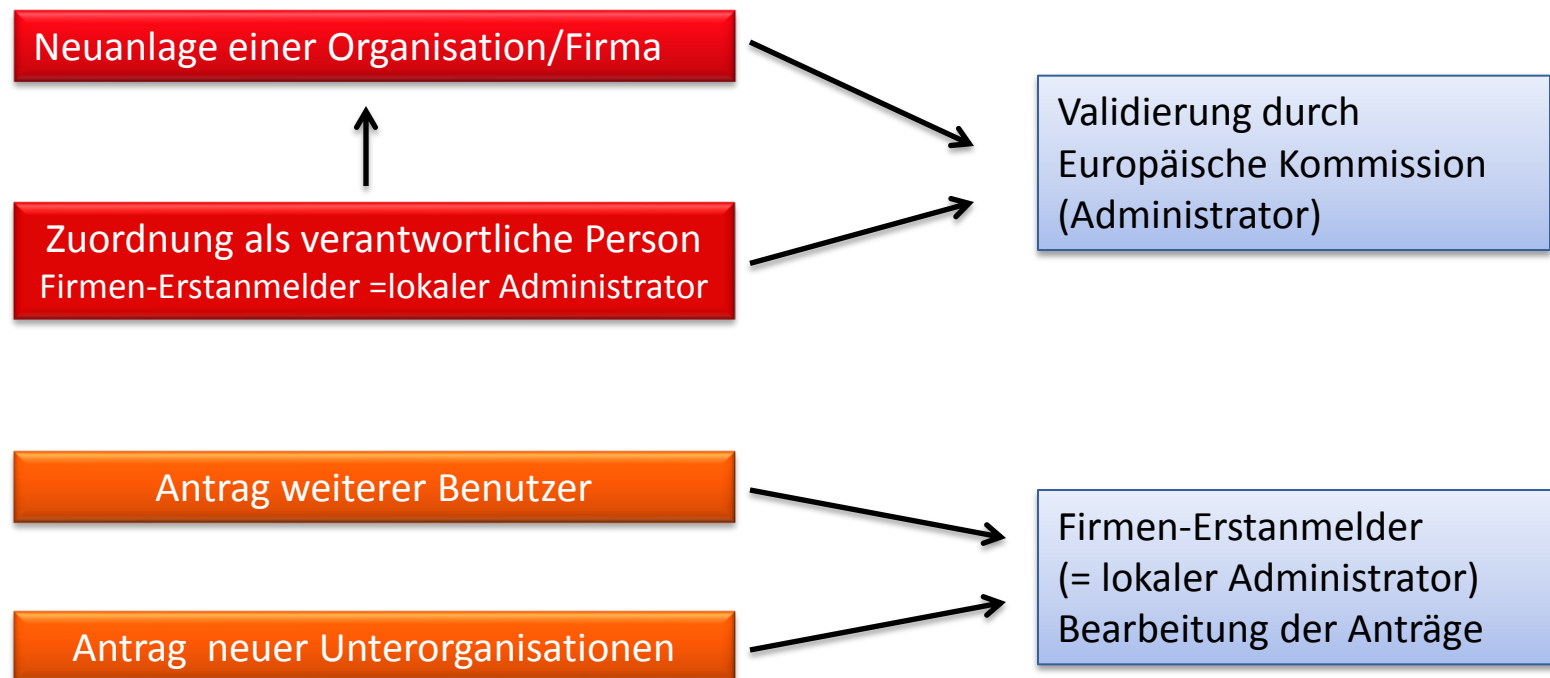 Neuanlage einer Organisation/Firma
Zuordnung als verantwortliche Person
Firmen-Erstanmelder =lokaler Administrator
Validierung durch
Europäische Kommission
(Administrator)
Antrag weiterer Benutzer
Antrag  neuer Unterorganisationen
Firmen-Erstanmelder
(= lokaler Administrator)
Bearbeitung der Anträge